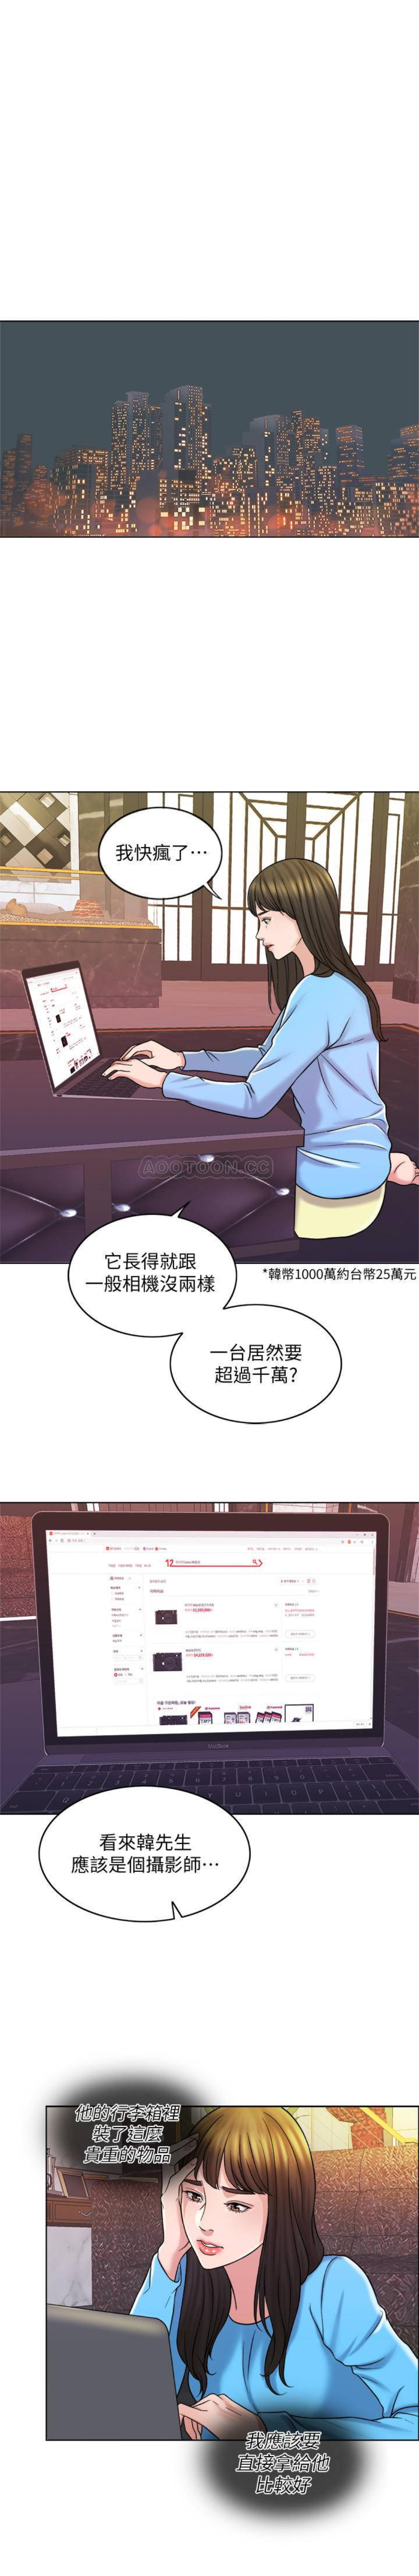 我快瘋了…
AOOTOON.CC
它長得就跟
一般相機沒兩樣
*韓幣1000萬約台幣25萬元
一台居然要
超過千萬?
12
MacBook
看來韓先生
應該是個攝影師…
他的行李箱裡
裝了這麼
貴重的物品
我應該要
直接拿給他
比較好